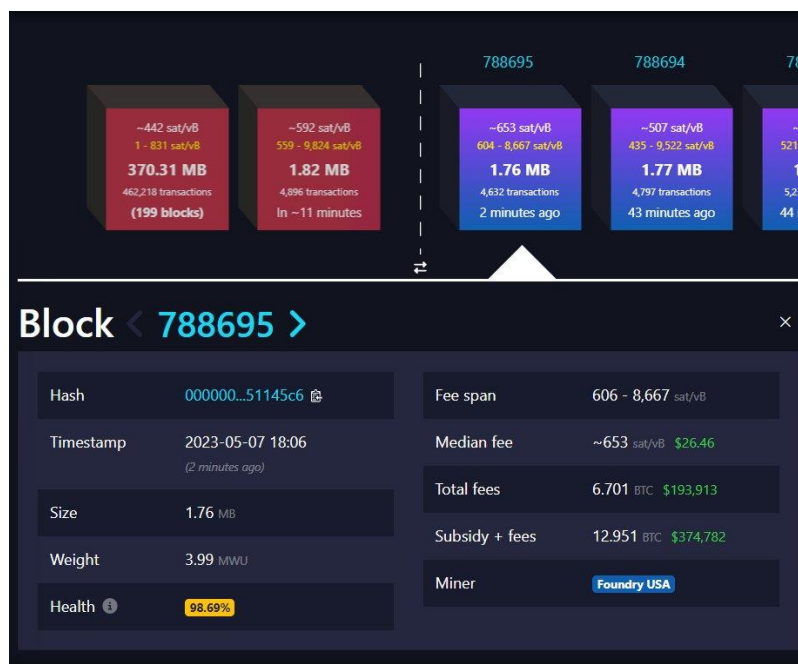 788695
788694
78
~442 sat/vB
1 - 831 sat/vB
370.31 MB
462,218 transactions
(199 blocks)
~592 sat/vB
559 - 9,824 sat/vB
1.82 MB
4,896 transactions
In ~11 minutes
~653 sat/vB
604 - 8,667 sat/vB
1.76 MB
4,632 transactions
2 minutes ago
~507 sat/vB
435 - 9,522 sat/vB
1.77 MB
4,797 transactions
43 minutes ago
~
521
1
5,2
44
Block 788695
Hash 000000...51145c6
Timestamp 2023-05-07 18:06
(2 minutes ago)
Size 1.76 MB
Weight 3.99 MWU
Health 98.69%
Fee span 606 - 8,667 sat/vB
Median fee ~653 sat/vB $26.46
Total fees 6.701 BTC $193,913
Subsidy + fees 12.951 BTC $374,782
Miner Foundry USA